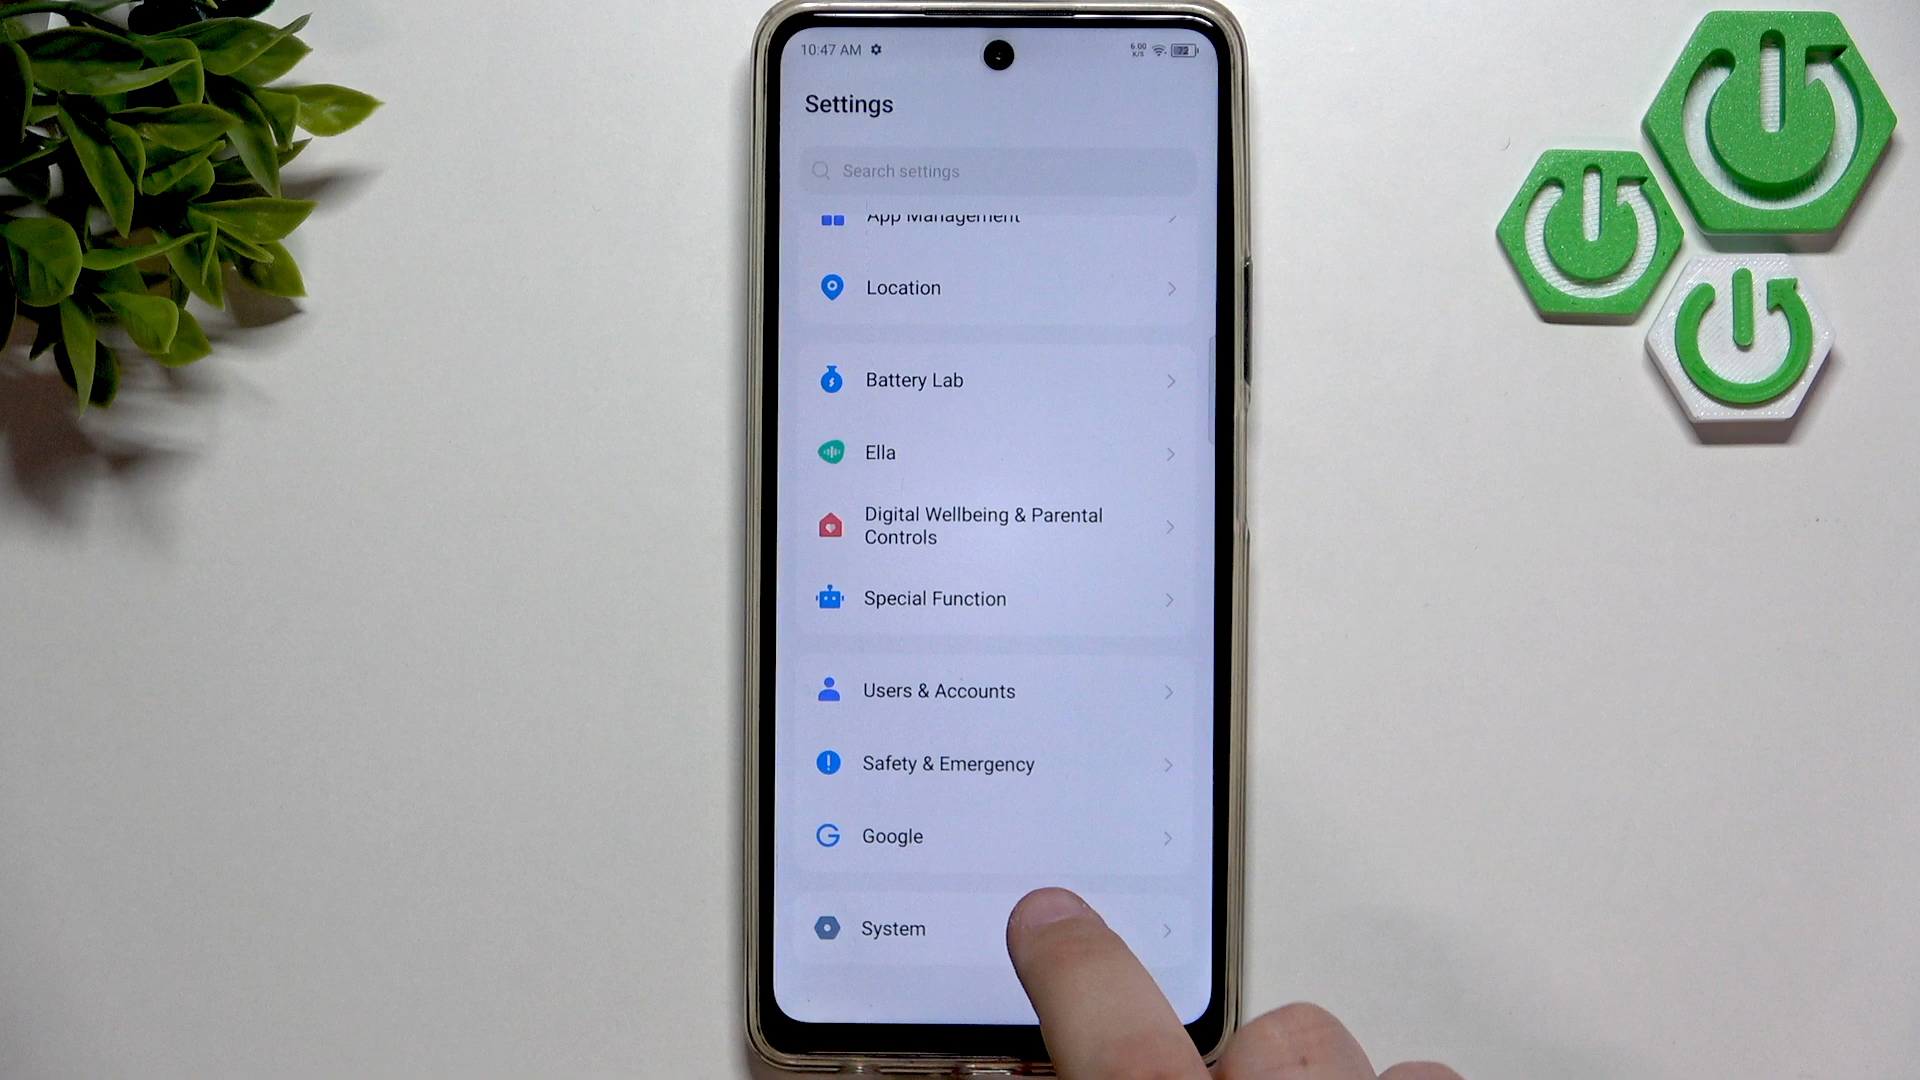 10:47 AM
6.00
K/S
72
Settings
Search settings
App Management
Location
Battery Lab
Ella
Digital Wellbeing & Parental
Controls
Special Function
Users & Accounts
Safety & Emergency
Google
System